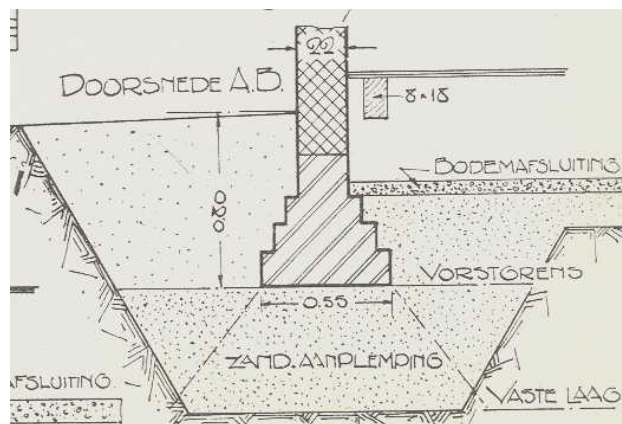 22
DOORSNEDE A.B.
8×18
BODEMAFSLUITING
0.80
VORSTGRENS
0.55
ZAND. AANPLEMPING
AFSLUITING.
VASTE LAAG